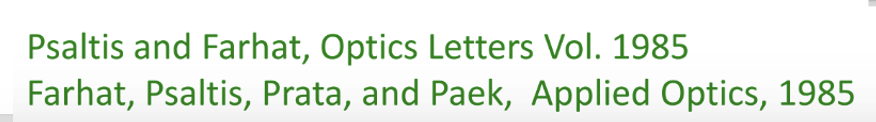 Psaltis and Farhat, Optics Letters Vol. 1985
Farhat, Psaltis, Prata, and Paek,  Applied Optics, 1985